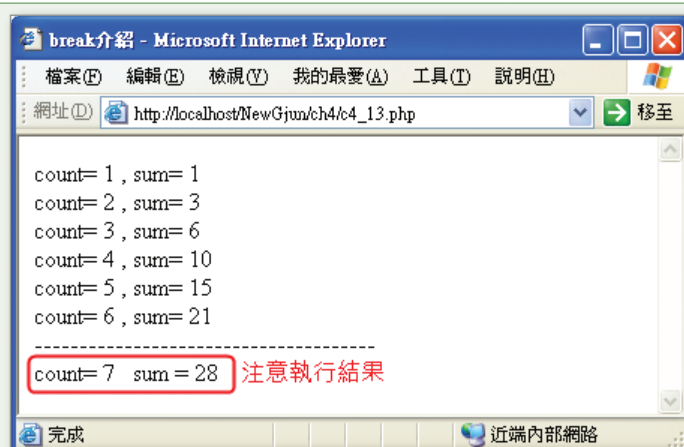 break介紹 - Microsoft Internet Explorer
檔案(F) 編輯(E) 檢視(V) 我的最愛(A) 工具(T) 說明(H)
網址(D) http://localhost/NewGjun/ch4/c4_13.php 移至
count= 1 , sum= 1
count= 2 , sum= 3
count= 3 , sum= 6
count= 4 , sum= 10
count= 5 , sum= 15
count= 6 , sum= 21
--------------------------------------
count= 7 sum = 28 注意執行結果
完成 近端內部網路